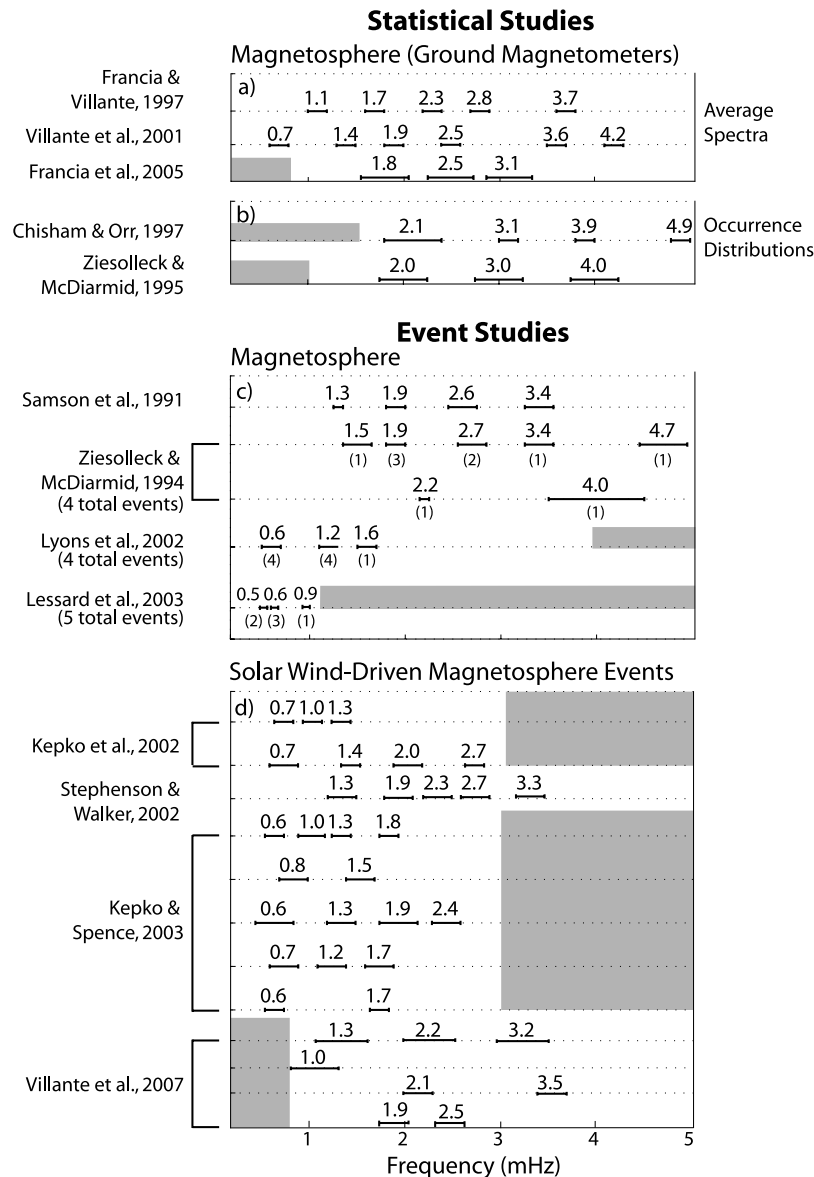 Statistical Studies
Magnetosphere (Ground Magnetometers)
a)
Francia &
Villante, 1997
1.1 1.7 2.3 2.8 3.7
Villante et al., 2001
0.7 1.4 1.9 2.5 3.6 4.2
Francia et al., 2005
1.8 2.5 3.1
Average
Spectra
b)
Chisham & Orr, 1997
2.1 3.1 3.9 4.9
Ziesolleck &
McDiarmid, 1995
2.0 3.0 4.0
Occurrence
Distributions
Event Studies
Magnetosphere
c)
Samson et al., 1991
1.3 1.9 2.6 3.4
Ziesolleck &
McDiarmid, 1994
(4 total events)
1.5 1.9 2.7 3.4 4.7
(1) (3) (2) (1) (1)
2.2 4.0
(1) (1)
Lyons et al., 2002
(4 total events)
0.6 1.2 1.6
(4) (4) (1)
Lessard et al., 2003
(5 total events)
0.5 0.6 0.9
(2) (3) (1)
Solar Wind-Driven Magnetosphere Events
d)
Kepko et al., 2002
0.7 1.0 1.3
0.7 1.4 2.0 2.7
Stephenson &
Walker, 2002
1.3 1.9 2.3 2.7 3.3
Kepko &
Spence, 2003
0.6 1.0 1.3 1.8
0.8 1.5
0.6 1.3 1.9 2.4
0.7 1.2 1.7
0.6 1.7
Villante et al., 2007
1.3 2.2 3.2
1.0
2.1 3.5
1.9 2.5
1 2 3 4 5
Frequency (mHz)